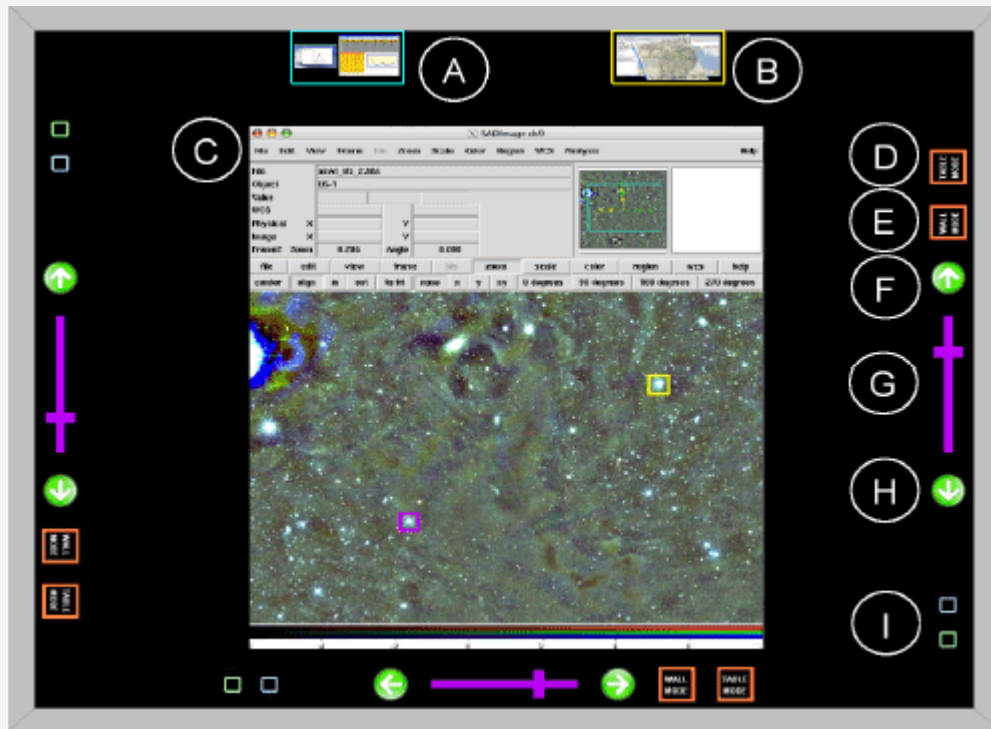 A
B
C
SAOImage ds9
File Edit View Frame Bin Zoom Scale Color Region WCS Analysis Help
File
Object
Value
WCS
Physical X Y
Image X Y
Frame1 Zoom Angle 0.000
file edit view frame bin zoom scale color region wcs help
center align in out to fit none x y xy 0 degrees 90 degrees 180 degrees 270 degrees
D
TABLE
MODE
E
WALL
MODE
F
G
H
I
WALL
MODE
TABLE
MODE
WALL
MODE
TABLE
MODE